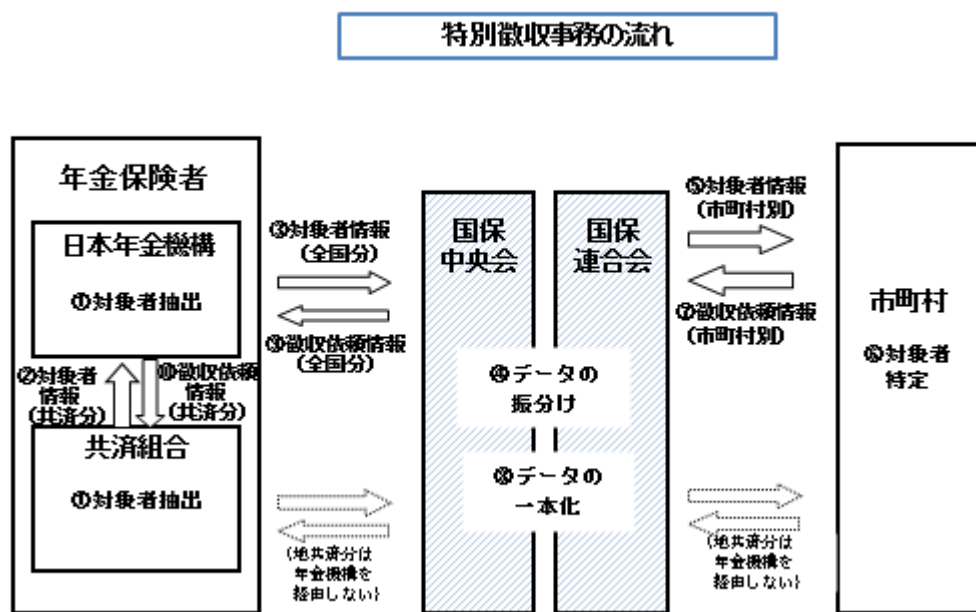 特別徴収事務の流れ
年金保険者
日本年金機構
①対象者抽出
②対象者
情報
(共済分)
⑩徴収依頼
情報
(共済分)
共済組合
①対象者抽出
③対象者情報
(全国分)
⑨徴収依頼情報
(全国分)
(地共済分は
年金機構を
経由しない)
国保
中央会
国保
連合会
④データの
振分け
⑧データの
一本化
⑤対象者情報
(市町村別)
⑦徴収依頼情報
(市町村別)
(地共済分は
年金機構を
経由しない)
市町村
⑥対象者
特定